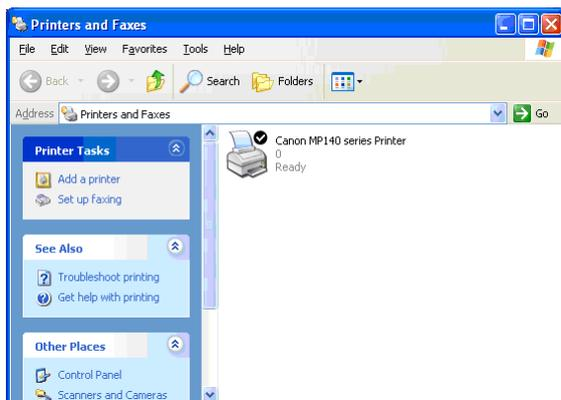 Printers and Faxes
File Edit View Favorites Tools Help
Back Search Folders
Address Printers and Faxes Go
Printer Tasks
Add a printer
Set up faxing
See Also
Troubleshoot printing
Get help with printing
Other Places
Control Panel
Scanners and Cameras
Canon MP140 series Printer
0
Ready